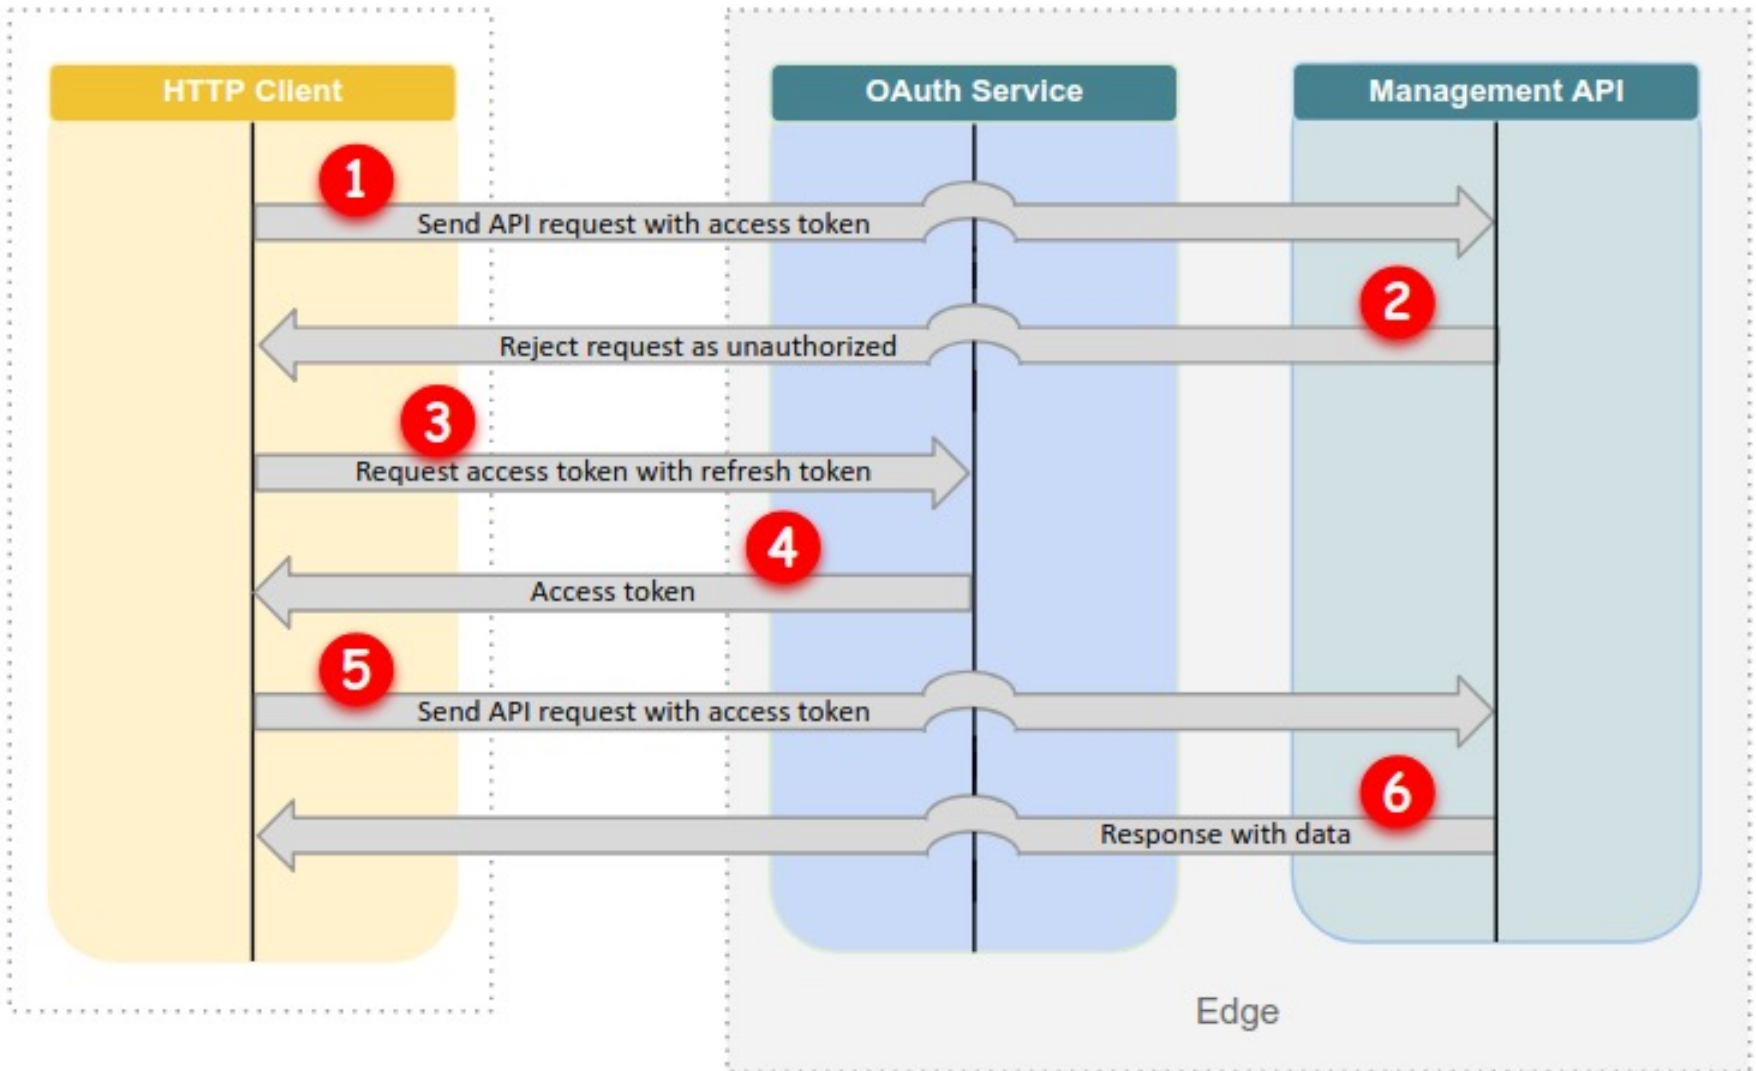 HTTP Client
OAuth Service
Management API
1
Send API request with access token
2
Reject request as unauthorized
3
Request access token with refresh token
4
Access token
5
Send API request with access token
6
Response with data
Edge